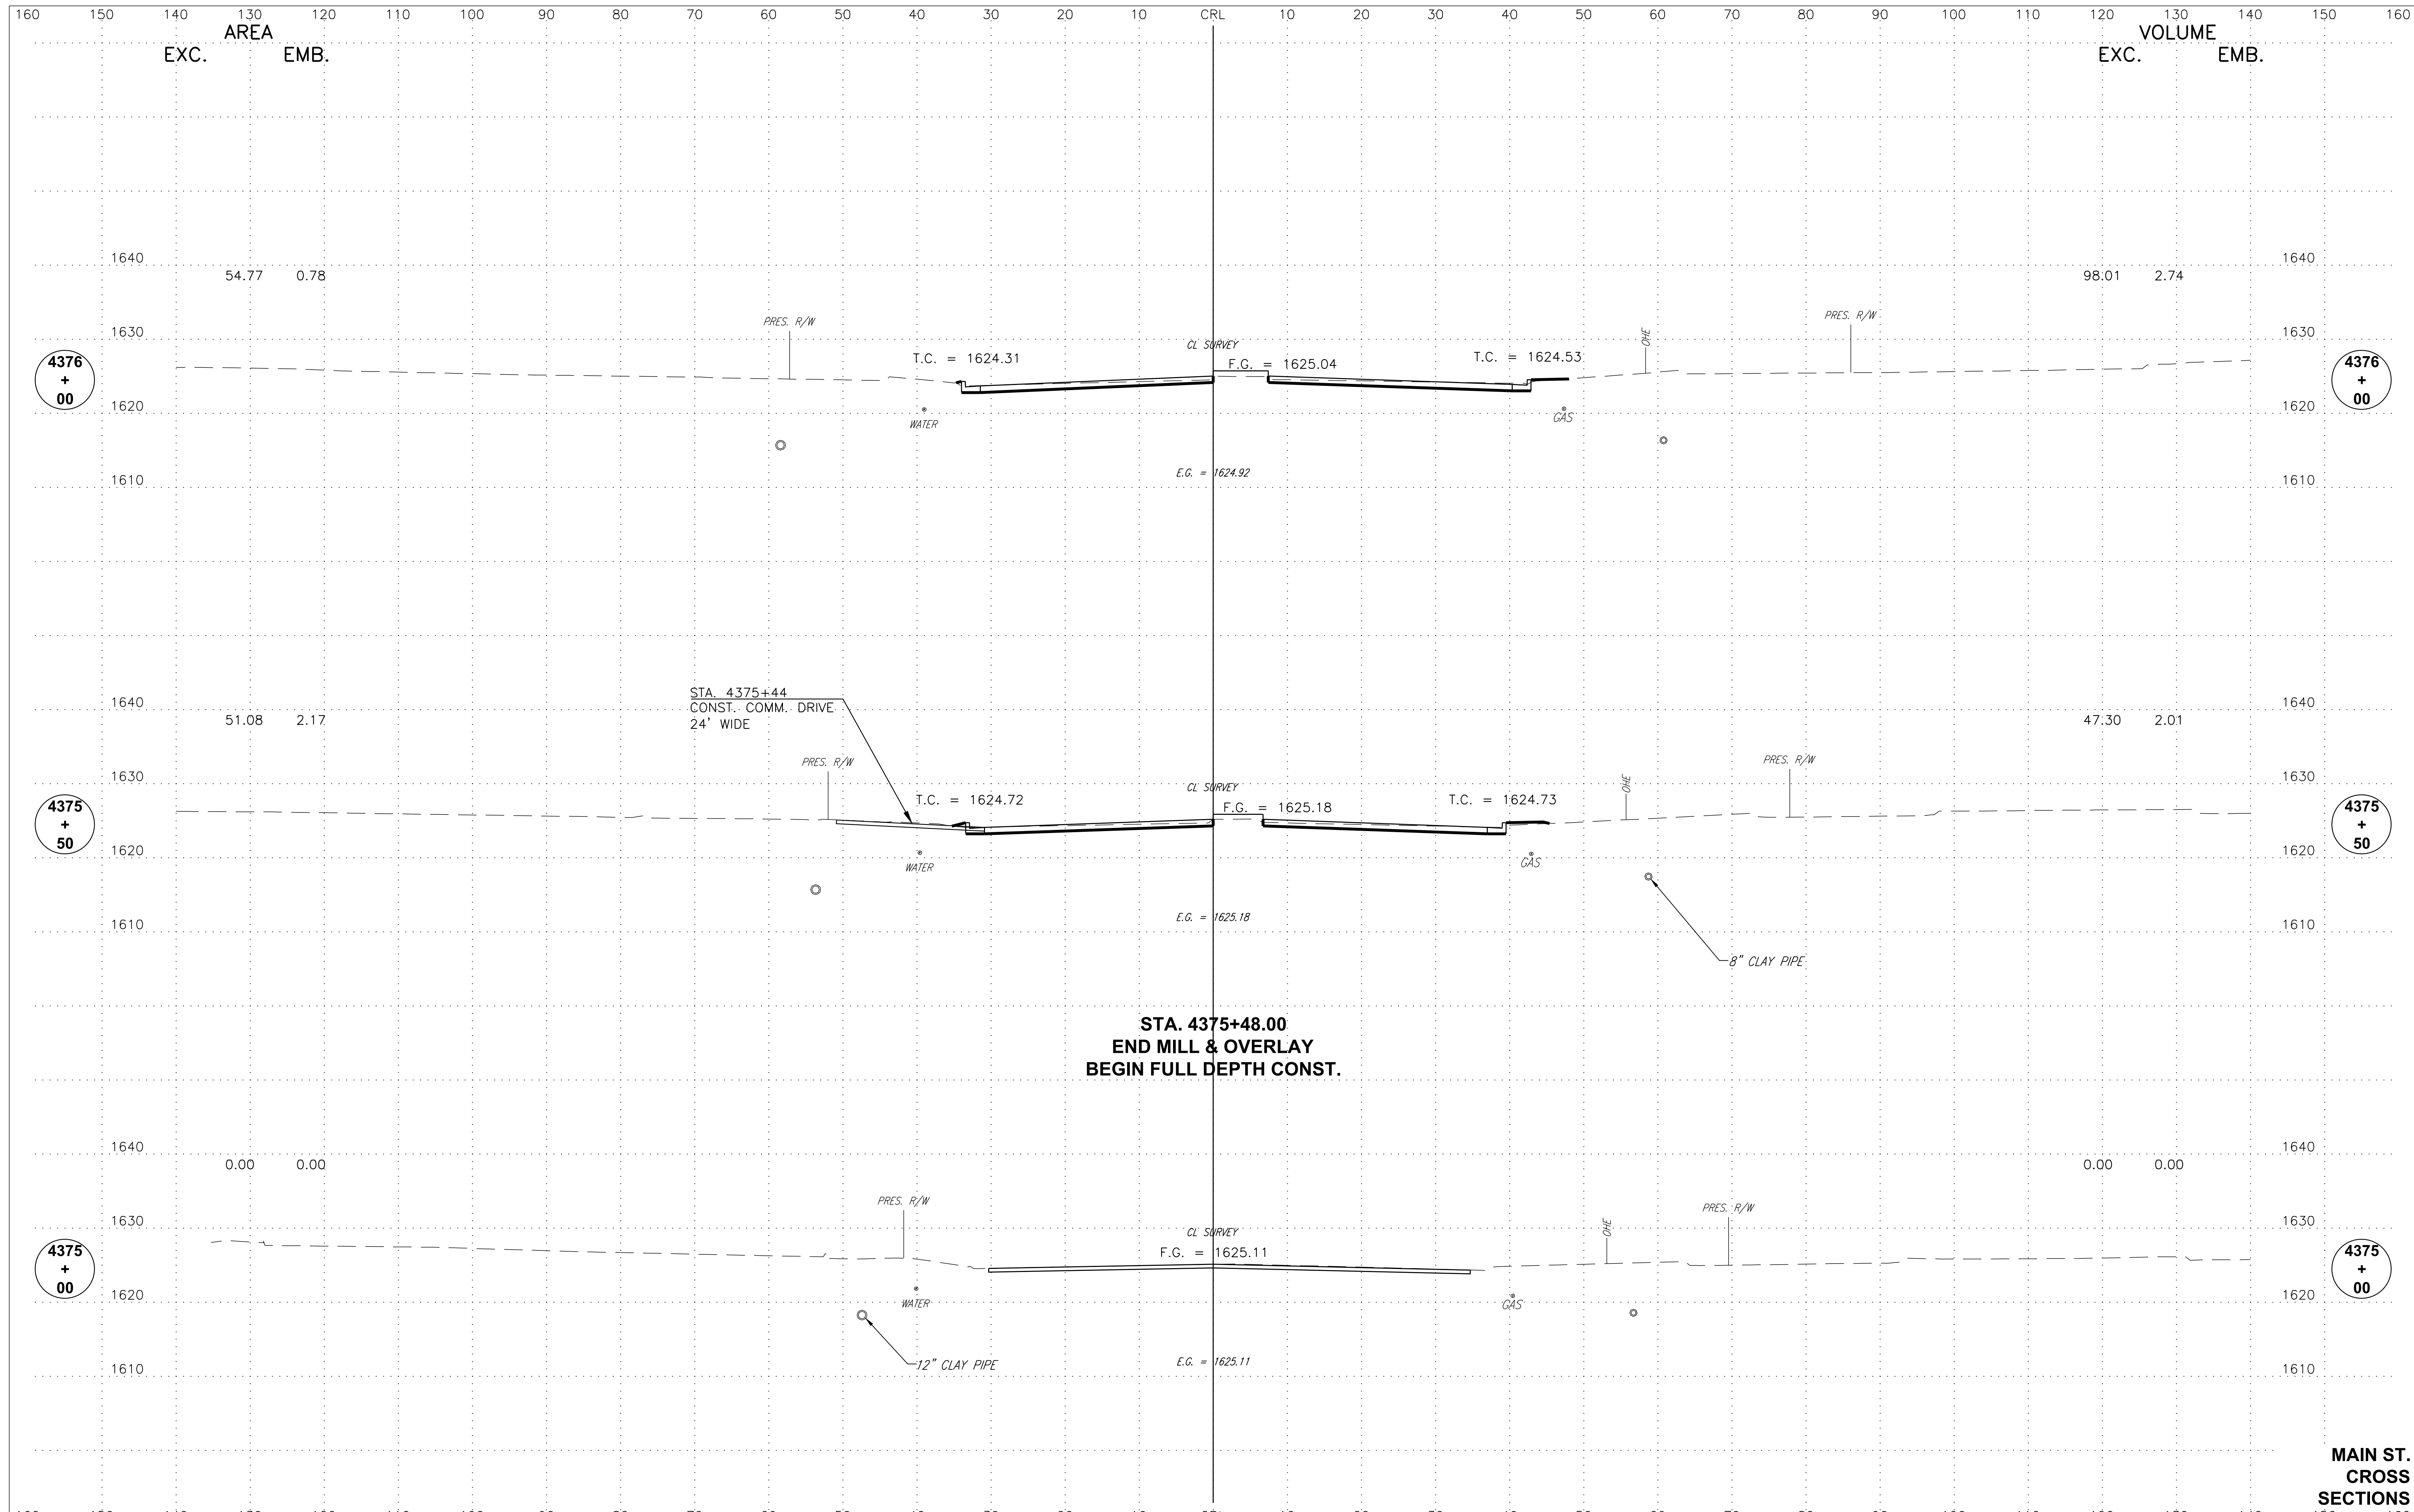 160 150 140 130 120 110 100 90 80 70 60 50 40 30 20 10 CRL 10 20 30 40 50 60 70 80 90 100 110 120 130 140 150 160
AREA VOLUME
EXC. EMB. EXC. EMB.
1640 1640
54.77 0.78 98.01 2.74
PRES. R/W PRES. R/W
1630 1630
OHE
CL SURVEY
4376 T.C. = 1624.31 F.G. = 1625.04 T.C. = 1624.53 4376
+ +
00 00
1620 1620
WATER GAS
E.G. = 1624.92
1610 1610
STA. 4375+44
1640 CONST. COMM. DRIVE 1640
51.08 2.17 24' WIDE 47.30 2.01
PRES. R/W PRES. R/W
1630 1630
OHE
CL SURVEY
4375 T.C. = 1624.72 F.G. = 1625.18 T.C. = 1624.73 4375
+ +
50 50
1620 1620
WATER GAS
E.G. = 1625.18
1610 1610
8" CLAY PIPE
STA. 4375+48.00
END MILL & OVERLAY
BEGIN FULL DEPTH CONST.
1640 1640
0.00 0.00 0.00 0.00
PRES. R/W PRES. R/W
1630 1630
OHE
CL SURVEY
4375 F.G. = 1625.11 4375
+ +
00 00
1620 1620
WATER GAS
12" CLAY PIPE E.G. = 1625.11
1610 1610
MAIN ST.
CROSS
SECTIONS